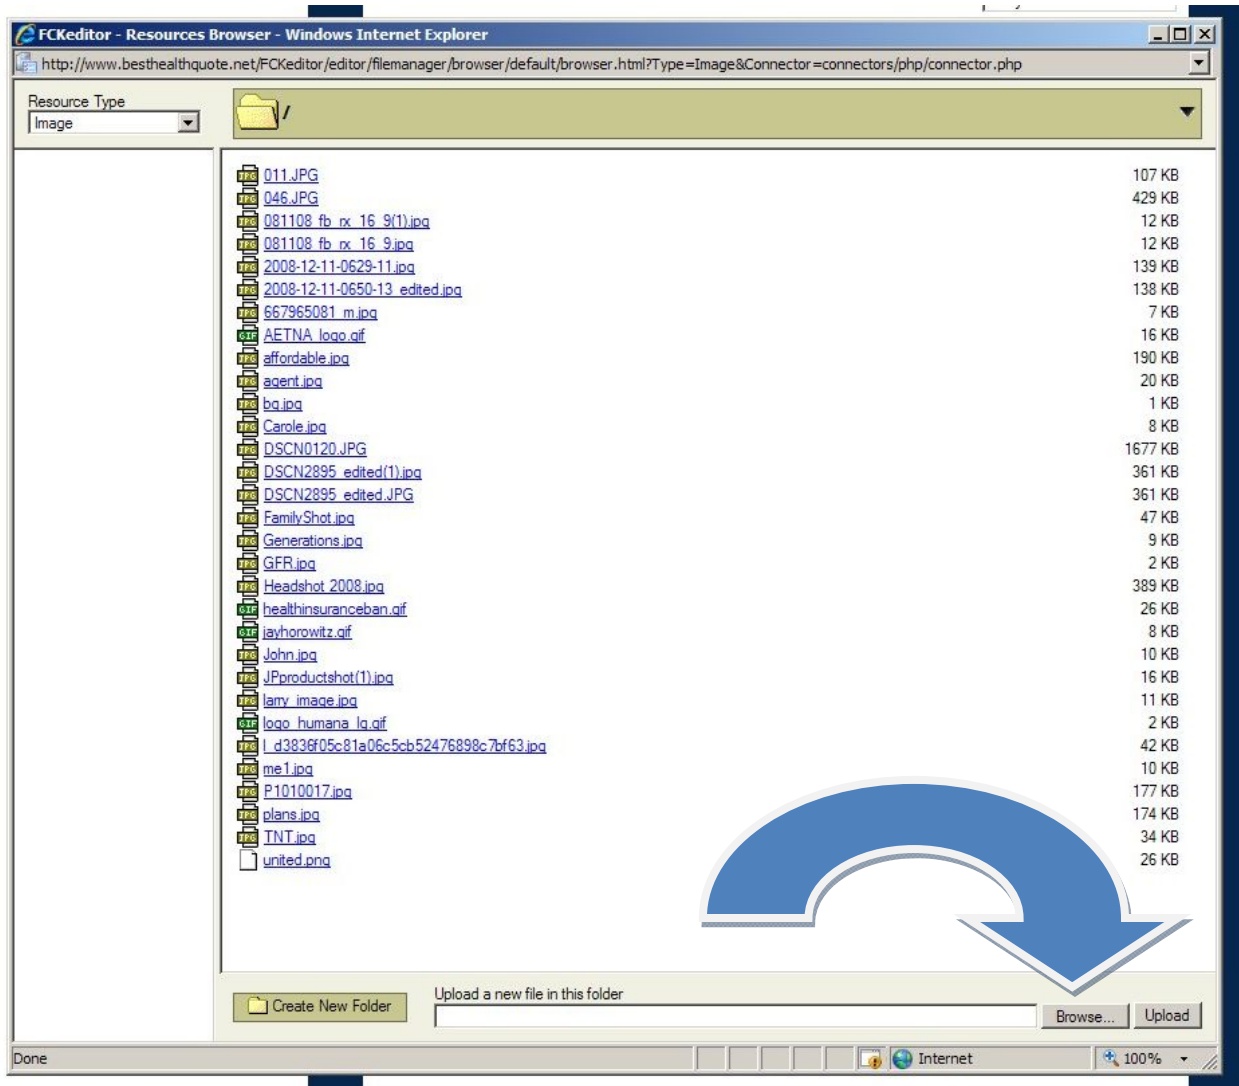 FCKeditor - Resources Browser - Windows Internet Explorer
http://www.besthealthquote.net/FCKeditor/editor/filemanager/browser/default/browser.html?Type=Image&Connector=connectors/php/connector.php
Resource Type
Image
/
011.JPG 107 KB
046.JPG 429 KB
081108_fb_rx_16_9(1).jpg 12 KB
081108_fb_rx_16_9.jpg 12 KB
2008-12-11-0629-11.jpg 139 KB
2008-12-11-0650-13_edited.jpg 138 KB
667965081_m.jpg 7 KB
AETNA_logo.gif 16 KB
affordable.jpg 190 KB
agent.jpg 20 KB
bg.jpg 1 KB
Carole.jpg 8 KB
DSCN0120.JPG 1677 KB
DSCN2895_edited(1).jpg 361 KB
DSCN2895_edited.JPG 361 KB
FamilyShot.jpg 47 KB
Generations.jpg 9 KB
GFR.jpg 2 KB
Headshot 2008.jpg 389 KB
healthinsuranceban.gif 26 KB
jayhorowitz.gif 8 KB
John.jpg 10 KB
JPproductshot(1).jpg 16 KB
larry_image.jpg 11 KB
logo_humana_lg.gif 2 KB
l_d3836f05c81a06c5cb52476898c7bf63.jpg 42 KB
me1.jpg 10 KB
P1010017.jpg 177 KB
plans.jpg 174 KB
TNT.jpg 34 KB
united.png 26 KB
Upload a new file in this folder
Create New Folder
Browse... Upload
Done Internet 100%